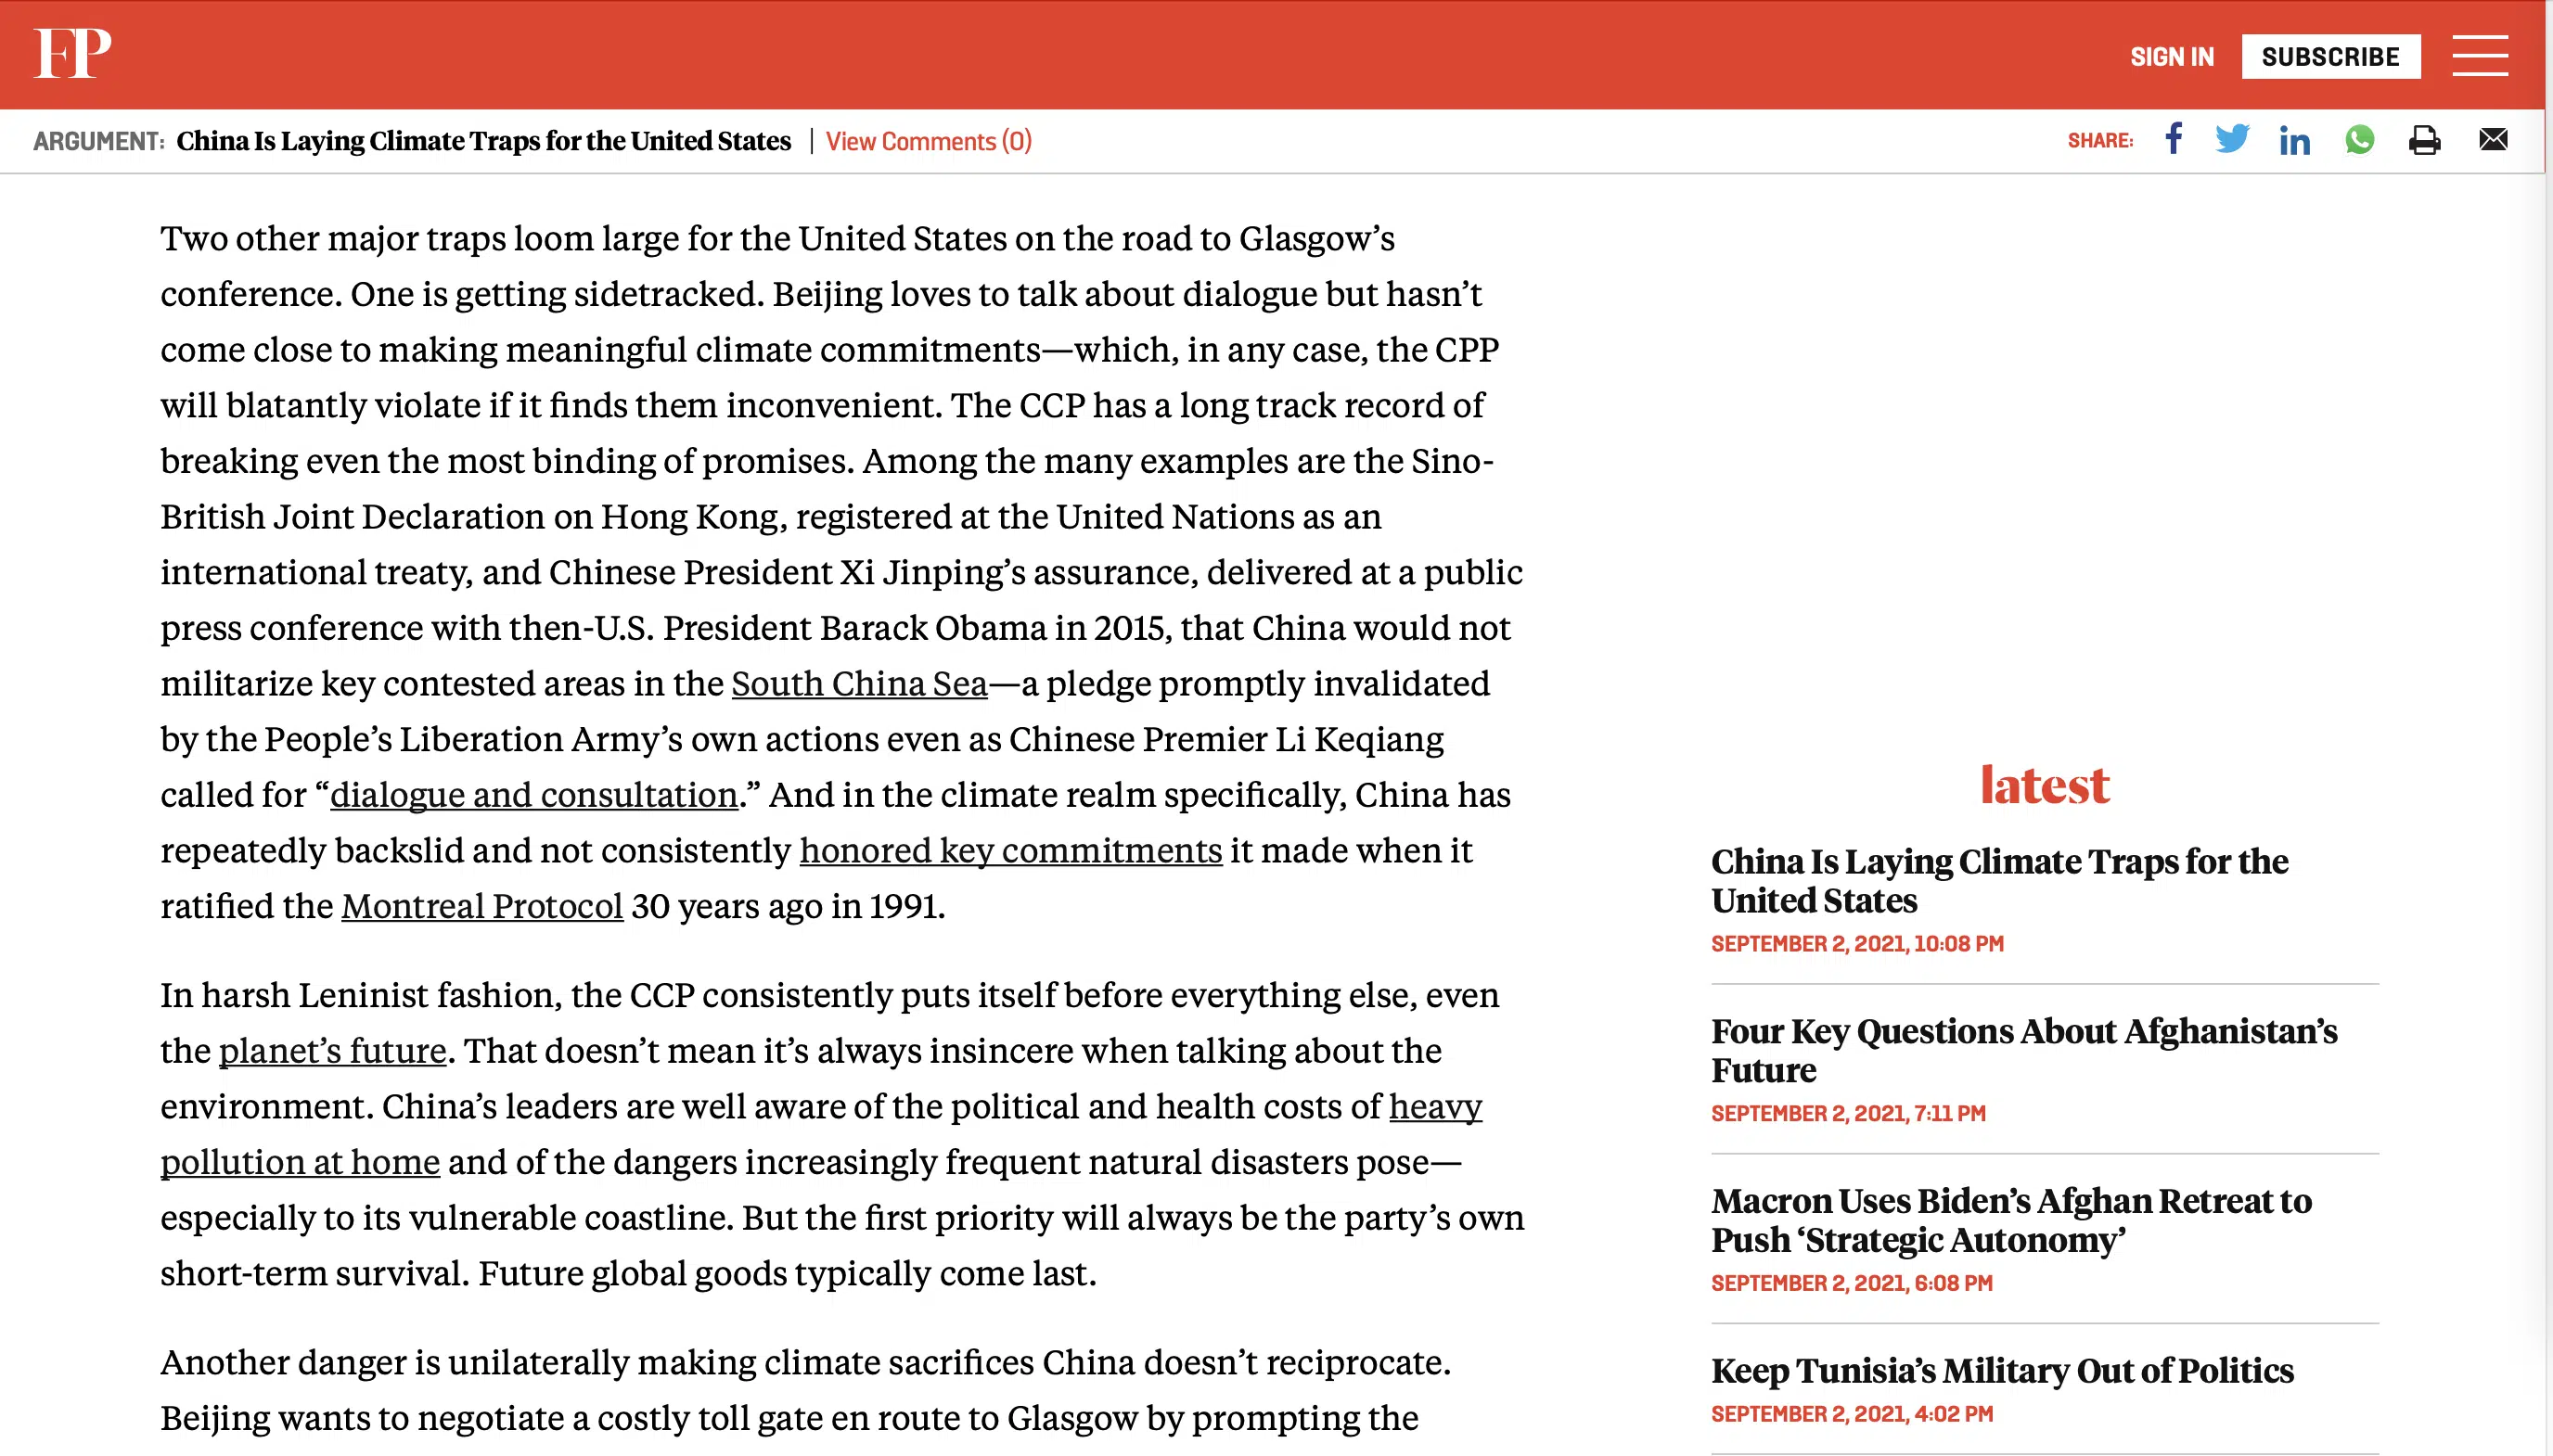 FP
SIGN IN
SUBSCRIBE
ARGUMENT: China Is Laying Climate Traps for the United States | View Comments (0)
SHARE:
Two other major traps loom large for the United States on the road to Glasgow’s
conference. One is getting sidetracked. Beijing loves to talk about dialogue but hasn’t
come close to making meaningful climate commitments—which, in any case, the CPP
will blatantly violate if it finds them inconvenient. The CCP has a long track record of
breaking even the most binding of promises. Among the many examples are the Sino-
British Joint Declaration on Hong Kong, registered at the United Nations as an
international treaty, and Chinese President Xi Jinping’s assurance, delivered at a public
press conference with then-U.S. President Barack Obama in 2015, that China would not
militarize key contested areas in the South China Sea—a pledge promptly invalidated
by the People’s Liberation Army’s own actions even as Chinese Premier Li Keqiang
called for “dialogue and consultation.” And in the climate realm specifically, China has
repeatedly backslid and not consistently honored key commitments it made when it
ratified the Montreal Protocol 30 years ago in 1991.
In harsh Leninist fashion, the CCP consistently puts itself before everything else, even
the planet’s future. That doesn’t mean it’s always insincere when talking about the
environment. China’s leaders are well aware of the political and health costs of heavy
pollution at home and of the dangers increasingly frequent natural disasters pose—
especially to its vulnerable coastline. But the first priority will always be the party’s own
short-term survival. Future global goods typically come last.
Another danger is unilaterally making climate sacrifices China doesn’t reciprocate.
Beijing wants to negotiate a costly toll gate en route to Glasgow by prompting the
latest
China Is Laying Climate Traps for the
United States
SEPTEMBER 2, 2021, 10:08 PM
Four Key Questions About Afghanistan’s
Future
SEPTEMBER 2, 2021, 7:11 PM
Macron Uses Biden’s Afghan Retreat to
Push ‘Strategic Autonomy’
SEPTEMBER 2, 2021, 6:08 PM
Keep Tunisia’s Military Out of Politics
SEPTEMBER 2, 2021, 4:02 PM